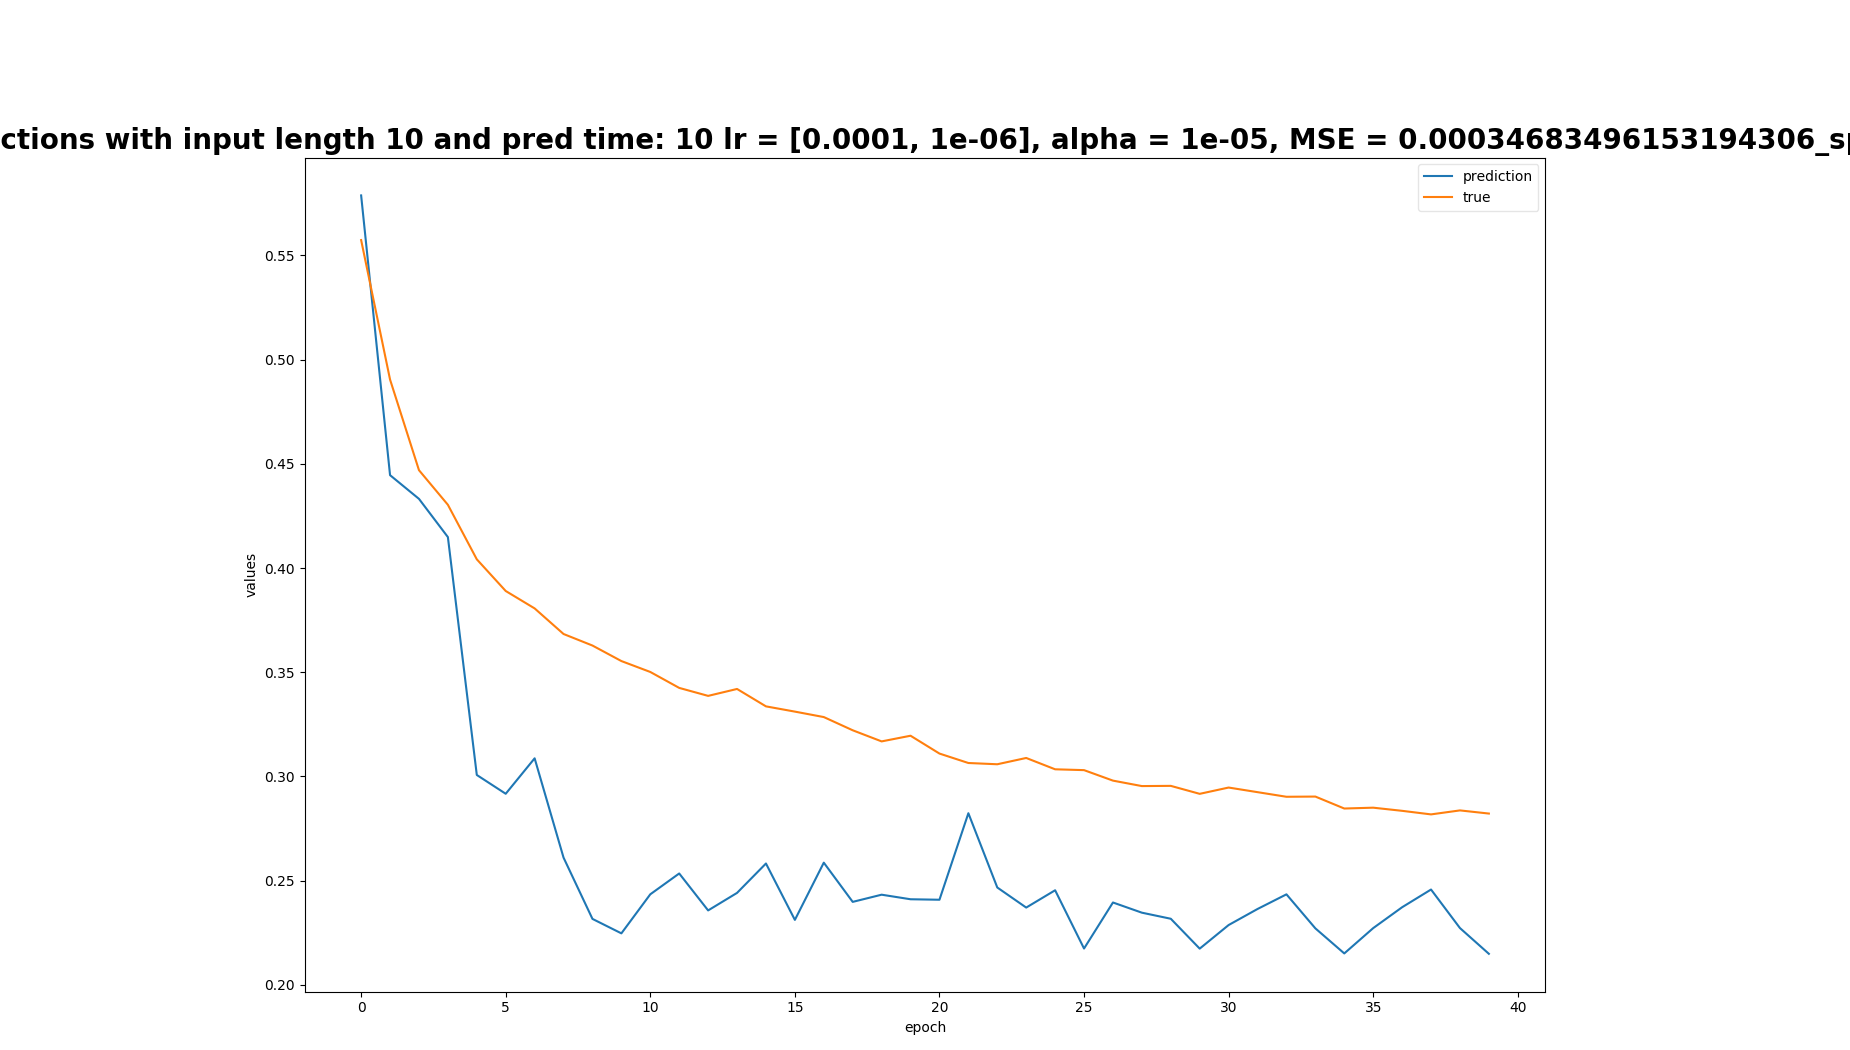 ctions with input length 10 and pred time: 10 lr = [0.0001, 1e-06], alpha = 1e-05, MSE = 0.00034683496153194306_sp
prediction
true
0.55
0.50
0.45
0.40
0.35
0.30
0.25
0.20
values
0 5 10 15 20 25 30 35 40
epoch